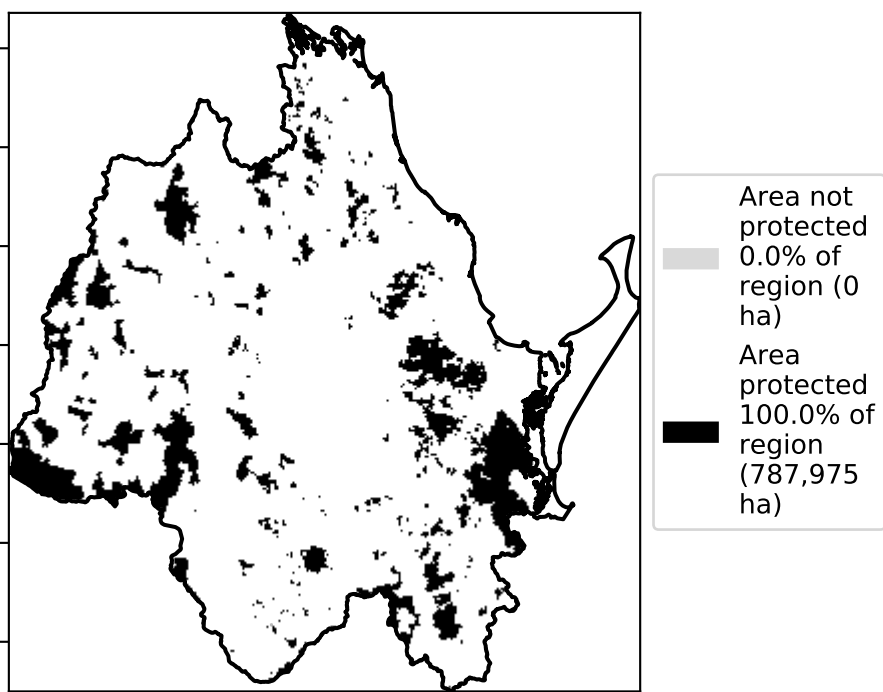 Area not
protected
0.0% of
region (0
ha)
Area
protected
100.0% of
region
(787,975
ha)